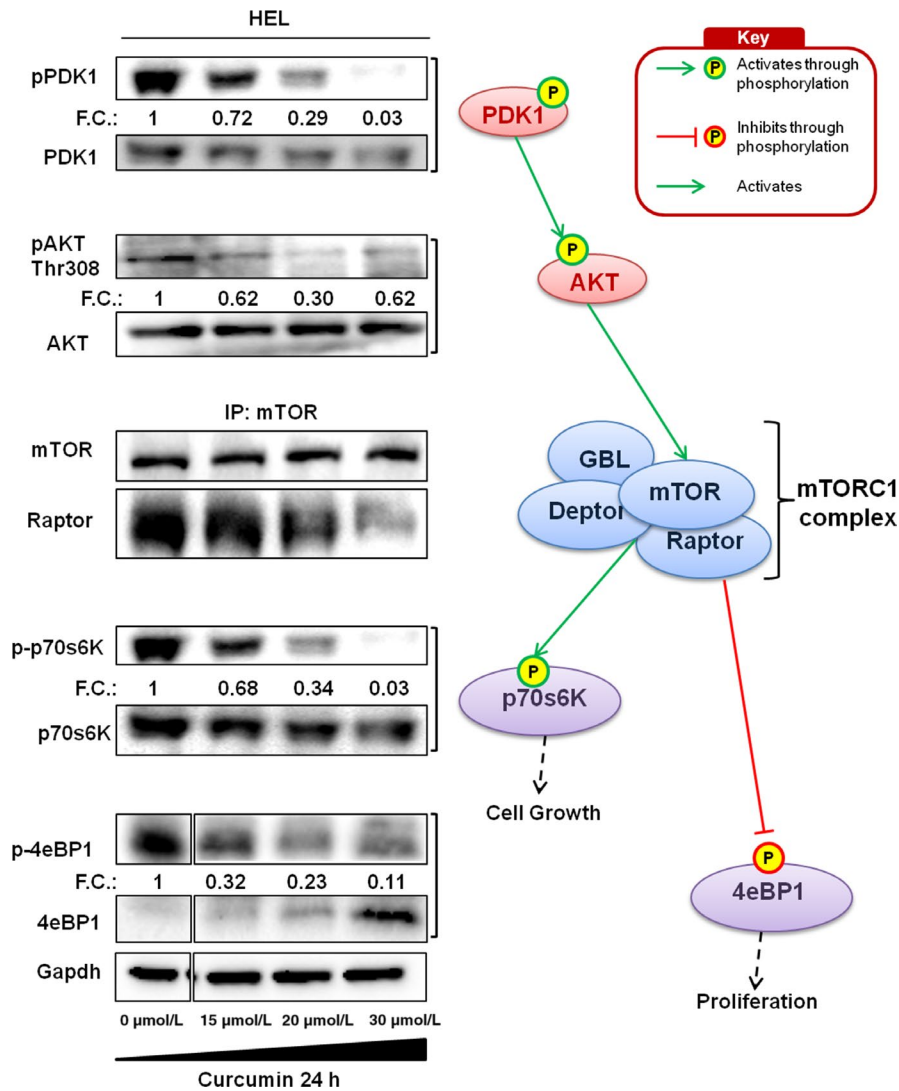 HEL
pPDK1
F.C.: 1 0.72 0.29 0.03
PDK1
pAKT
Thr308
F.C.: 1 0.62 0.30 0.62
AKT
IP: mTOR
mTOR
Raptor
p-p70s6K
F.C.: 1 0.68 0.34 0.03
p70s6K
p-4eBP1
F.C.: 1 0.32 0.23 0.11
4eBP1
Gapdh
0 µmol/L 15 µmol/L 20 µmol/L 30 µmol/L
Curcumin 24 h
Key
P Activates through
phosphorylation
P Inhibits through
phosphorylation
Activates
P
PDK1
P
AKT
GBL
mTOR
Deptor
Raptor
mTORC1
complex
P
p70s6K
Cell Growth
P
4eBP1
Proliferation